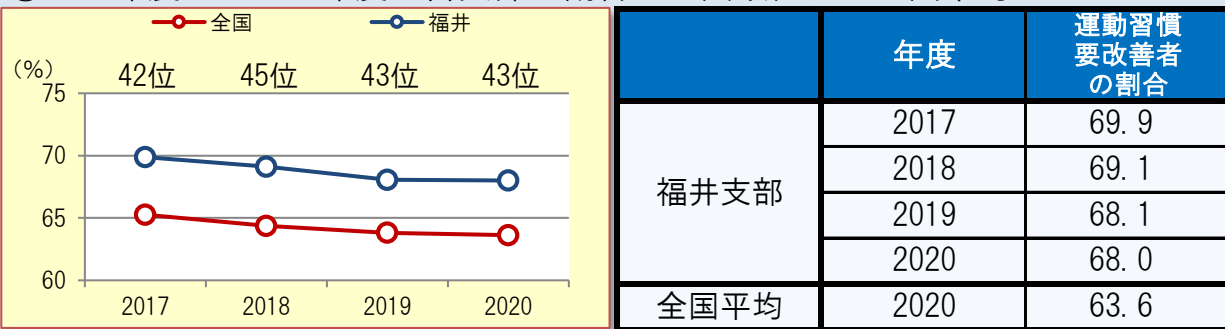 全国 福井
(%) 42位 45位 43位 43位
75
70
65
60
2017 2018 2019 2020
年度 運動習慣
要改善者
の割合
福井支部 2017 69.9
2018 69.1
2019 68.1
2020 68.0
全国平均 2020 63.6